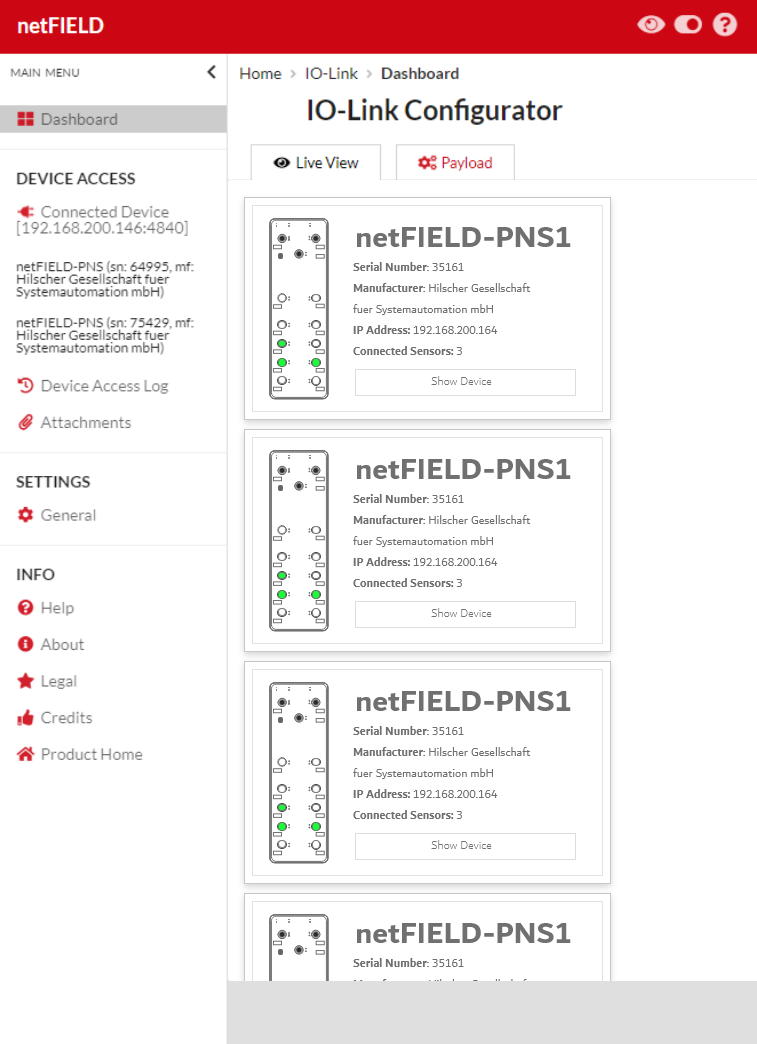 netFIELD
MAIN MENU
Home > IO-Link > Dashboard
IO-Link Configurator
Dashboard
Live View
Payload
DEVICE ACCESS
Connected Device
[192.168.200.146:4840]
netFIELD-PNS (sn: 64995, mf:
Hilscher Gesellschaft fuer
Systemautomation mbH)
netFIELD-PNS (sn: 75429, mf:
Hilscher Gesellschaft fuer
Systemautomation mbH)
Device Access Log
Attachments
SETTINGS
General
INFO
Help
About
Legal
Credits
Product Home
netFIELD-PNS1
Serial Number: 35161
Manufacturer: Hilscher Gesellschaft
fuer Systemautomation mbH
IP Address: 192.168.200.164
Connected Sensors: 3
Show Device
netFIELD-PNS1
Serial Number: 35161
Manufacturer: Hilscher Gesellschaft
fuer Systemautomation mbH
IP Address: 192.168.200.164
Connected Sensors: 3
Show Device
netFIELD-PNS1
Serial Number: 35161
Manufacturer: Hilscher Gesellschaft
fuer Systemautomation mbH
IP Address: 192.168.200.164
Connected Sensors: 3
Show Device
netFIELD-PNS1
Serial Number: 35161